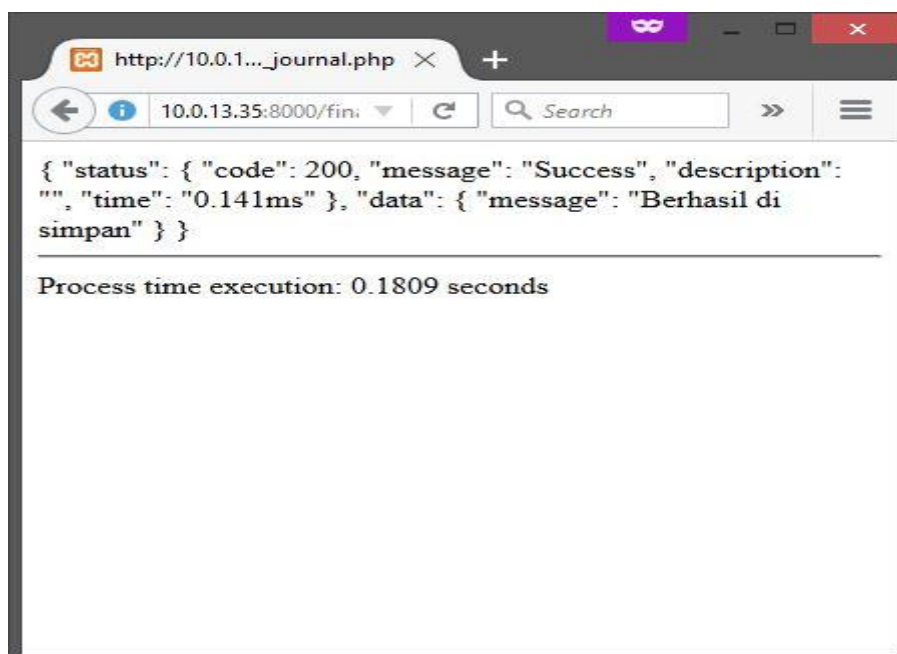 http://10.0.1..._journal.php
10.0.13.35:8000/fin
Search
{ "status": { "code": 200, "message": "Success", "description":
"", "time": "0.141ms" }, "data": { "message": "Berhasil di
simpan" } }
Process time execution: 0.1809 seconds